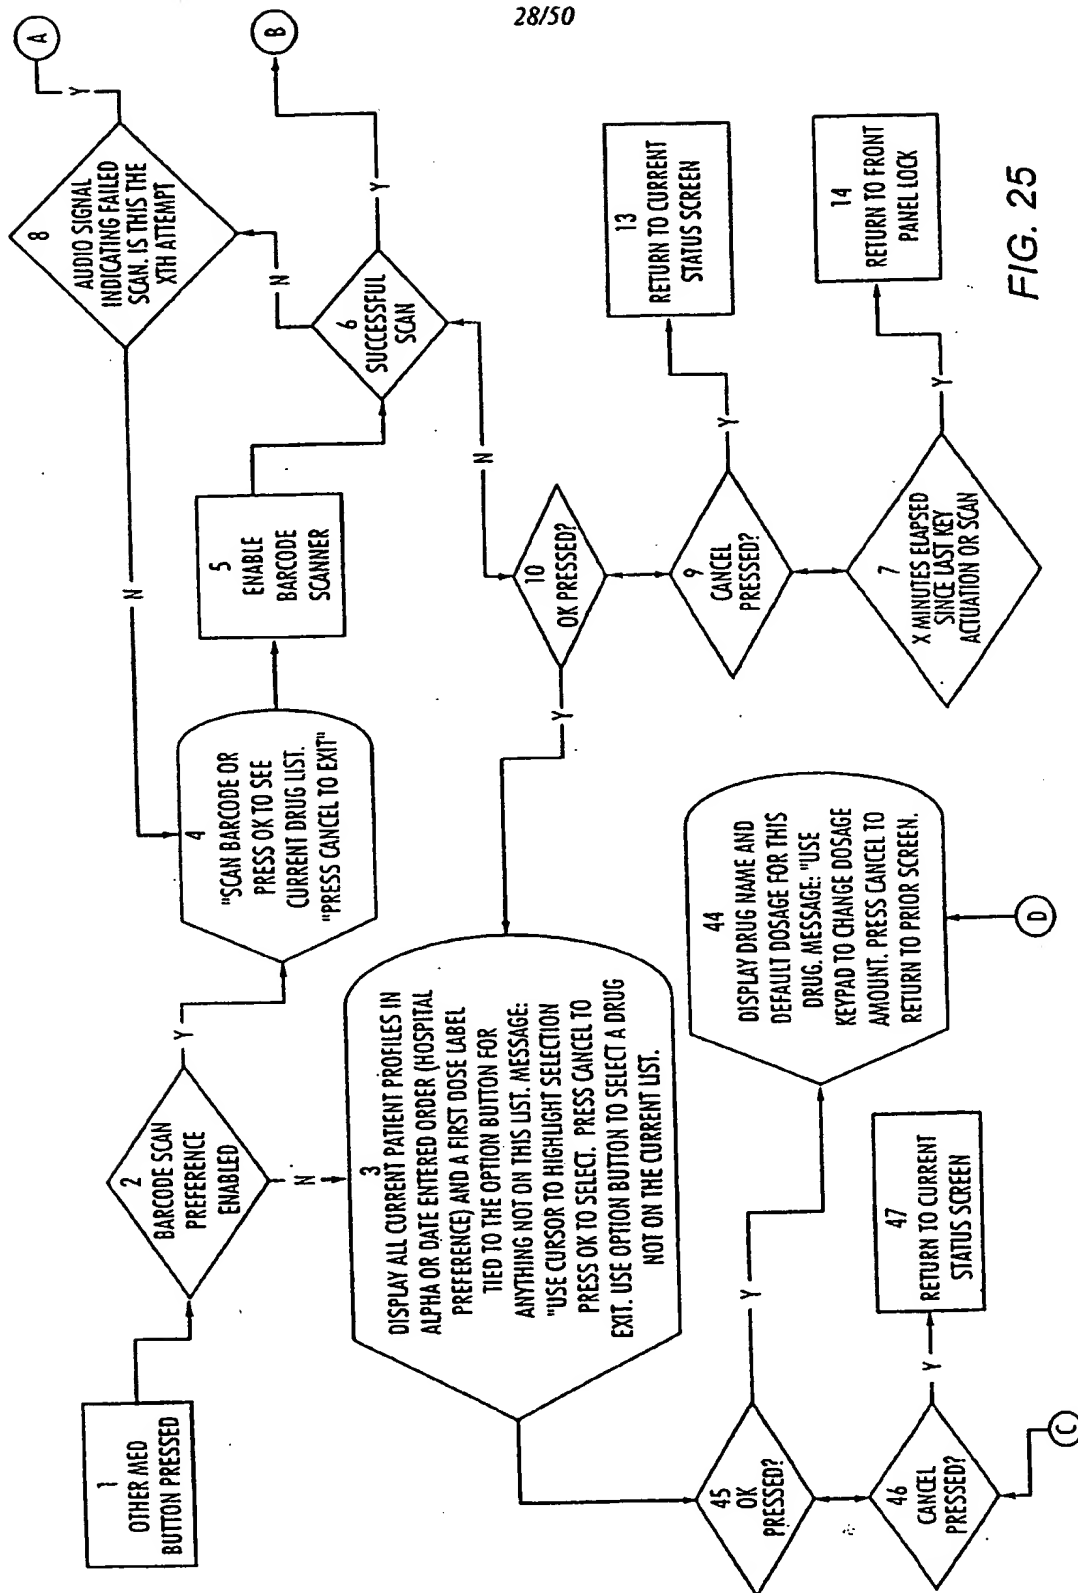 28/50
1
OTHER MED
BUTTON PRESSED
2
BARCODE SCAN
PREFERENCE
ENABLED
Y
N
4
"SCAN BARCODE OR
PRESS OK TO SEE
CURRENT DRUG LIST.
"PRESS CANCEL TO EXIT"
5
ENABLE
BARCODE
SCANNER
6
SUCCESSFUL
SCAN
N
Y
8
AUDIO SIGNAL
INDICATING FAILED
SCAN. IS THIS THE
XTH ATTEMPT
N
Y
A
B
3
DISPLAY ALL CURRENT PATIENT PROFILES IN
ALPHA OR DATE ENTERED ORDER (HOSPITAL
PREFERENCE) AND A FIRST DOSE LABEL
TIED TO THE OPTION BUTTON FOR
ANYTHING NOT ON THIS LIST. MESSAGE:
"USE CURSOR TO HIGHLIGHT SELECTION
PRESS OK TO SELECT. PRESS CANCEL TO
EXIT. USE OPTION BUTTON TO SELECT A DRUG
NOT ON THE CURRENT LIST.
N
10
OK PRESSED?
Y
9
CANCEL
PRESSED?
Y
13
RETURN TO CURRENT
STATUS SCREEN
7
X MINUTES ELAPSED
SINCE LAST KEY
ACTUATION OR SCAN
Y
14
RETURN TO FRONT
PANEL LOCK
45
OK
PRESSED?
Y
44
DISPLAY DRUG NAME AND
DEFAULT DOSAGE FOR THIS
DRUG. MESSAGE: "USE
KEYPAD TO CHANGE DOSAGE
AMOUNT. PRESS CANCEL TO
RETURN TO PRIOR SCREEN.
D
46
CANCEL
PRESSED?
Y
47
RETURN TO CURRENT
STATUS SCREEN
C
FIG. 25